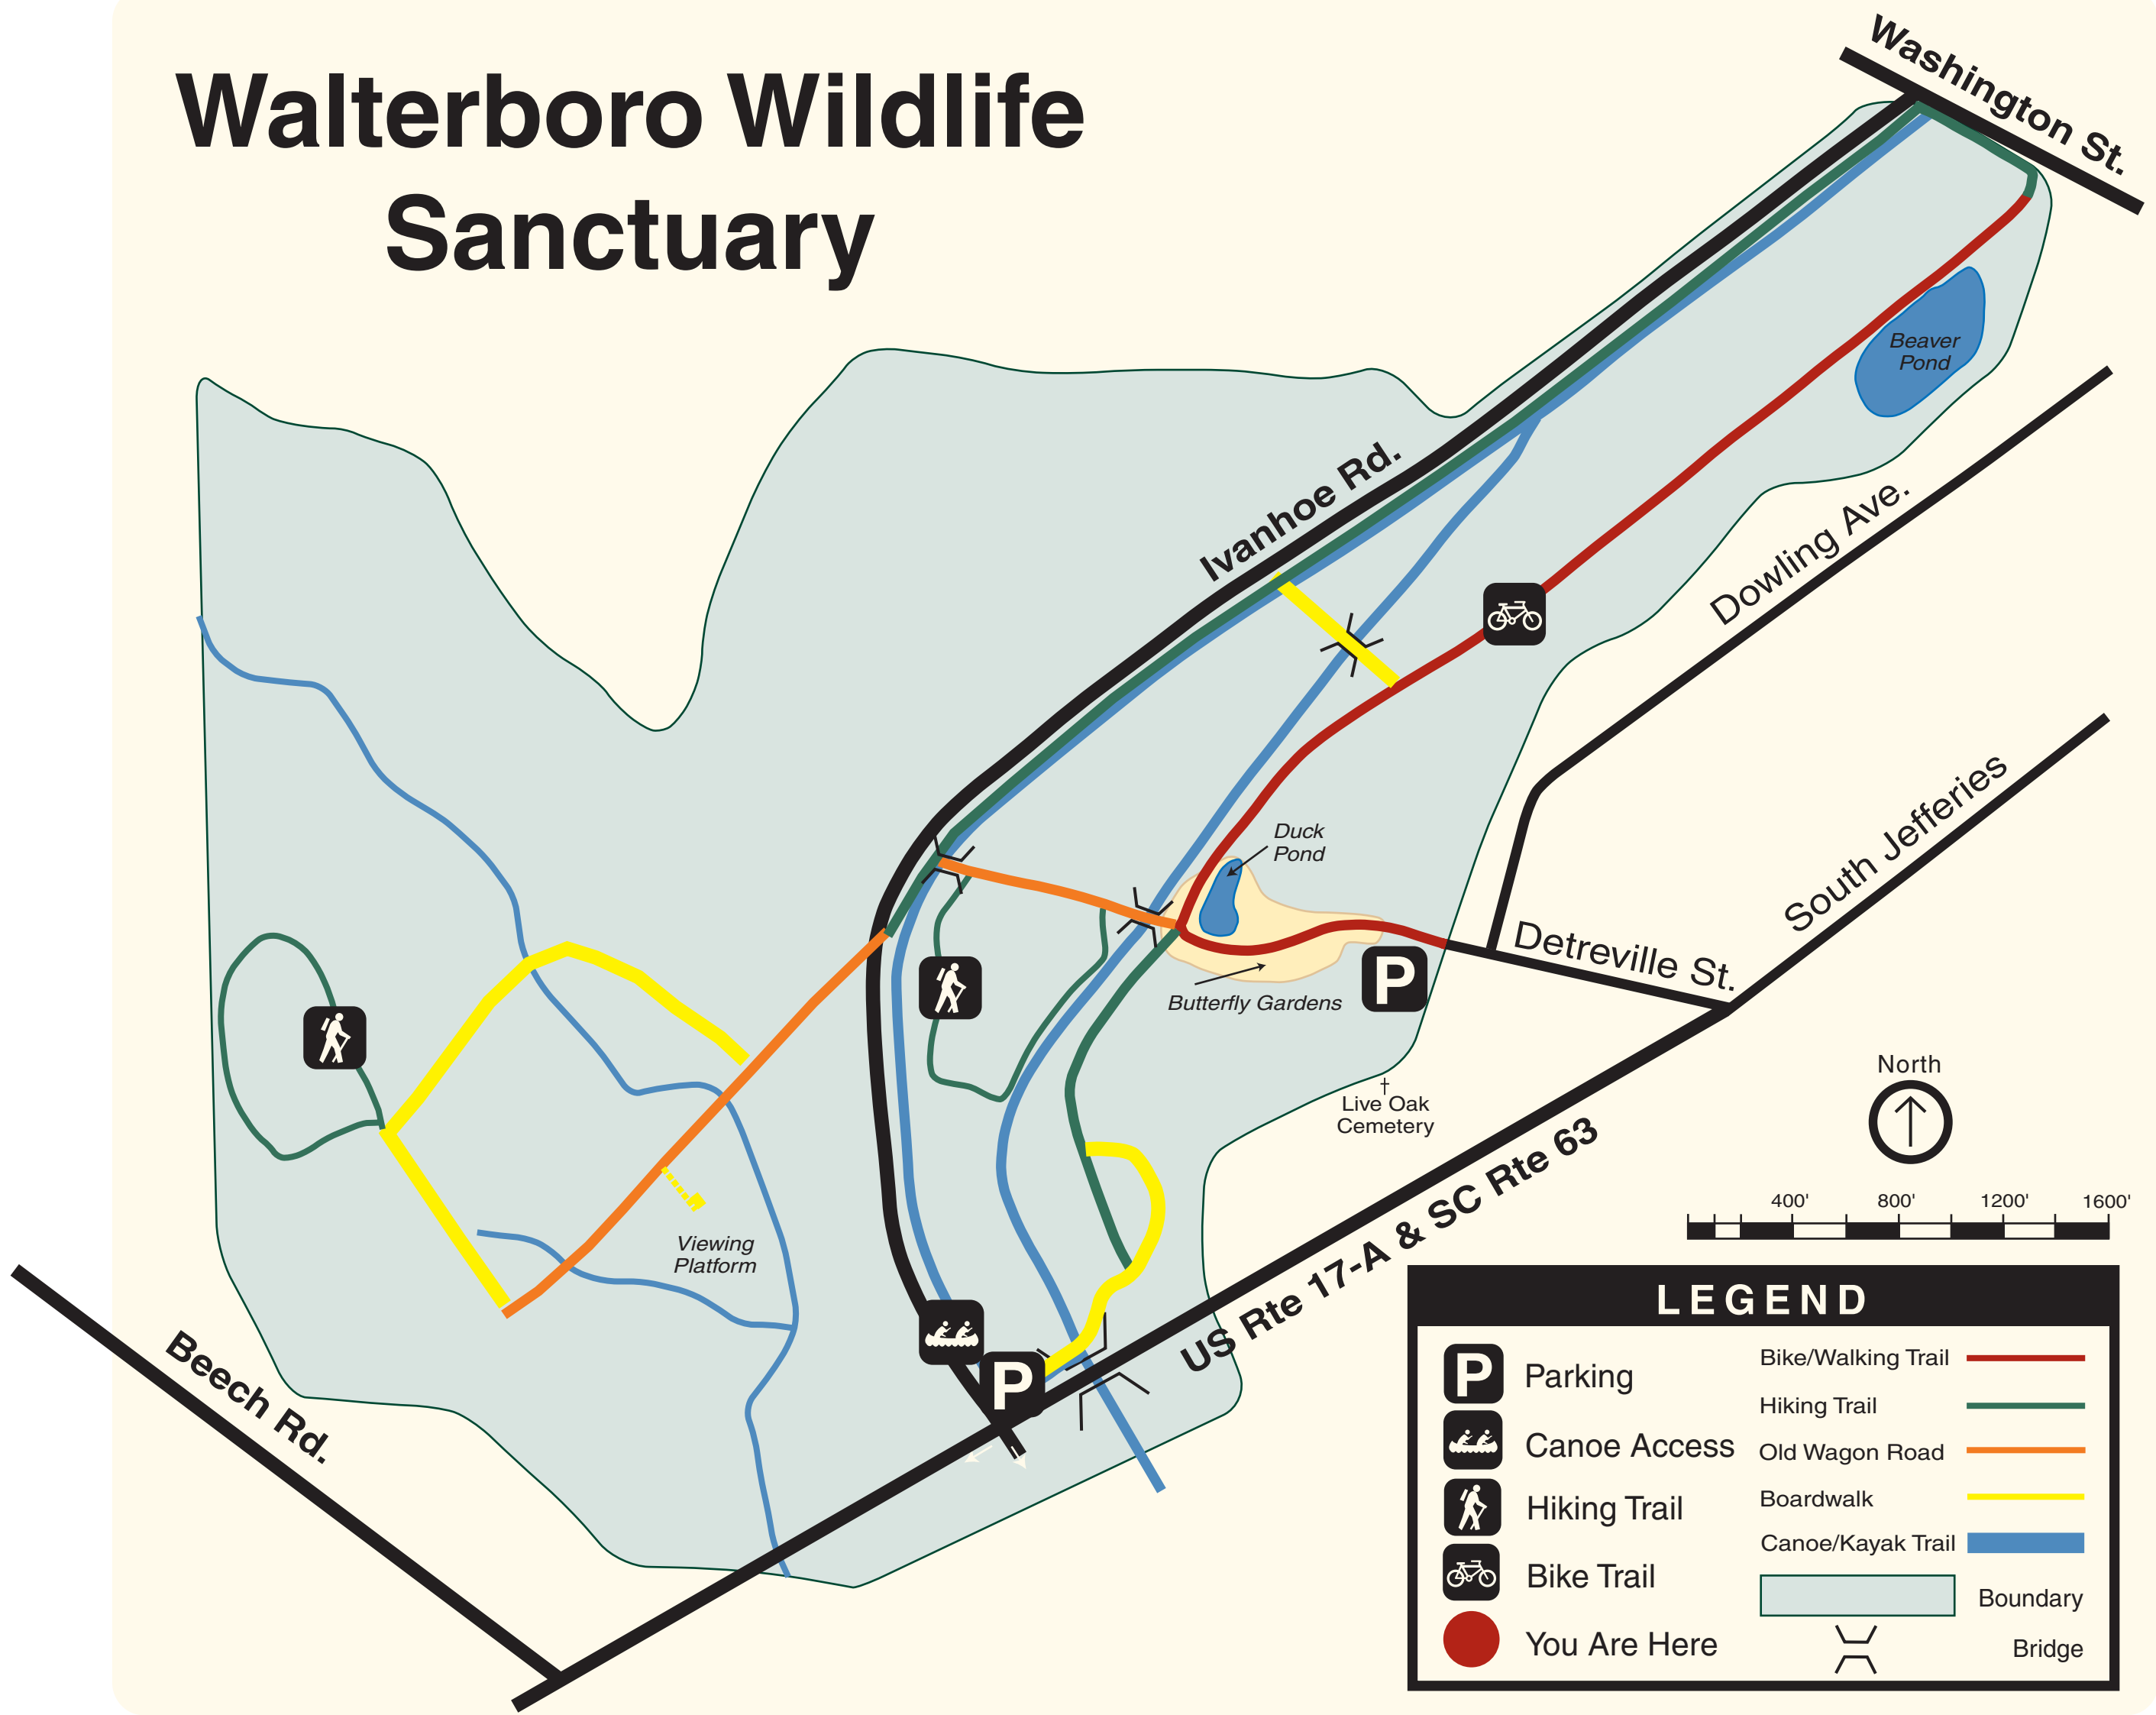 Walterboro Wildlife
Sanctuary
Washington St.
Beaver
Pond
Ivanhoe Rd.
Dowling Ave.
South Jefferies
Duck
Pond
Detreville St.
P
Butterfly Gardens
North
Live Oak
Cemetery
US Rte 17-A & SC Rte 63
400'
800'
1200'
1600'
Viewing
Platform
Beech Rd.
P
LEGEND
P
Parking
Canoe Access
Hiking Trail
Bike Trail
You Are Here
Bike/Walking Trail
Hiking Trail
Old Wagon Road
Boardwalk
Canoe/Kayak Trail
Boundary
Bridge